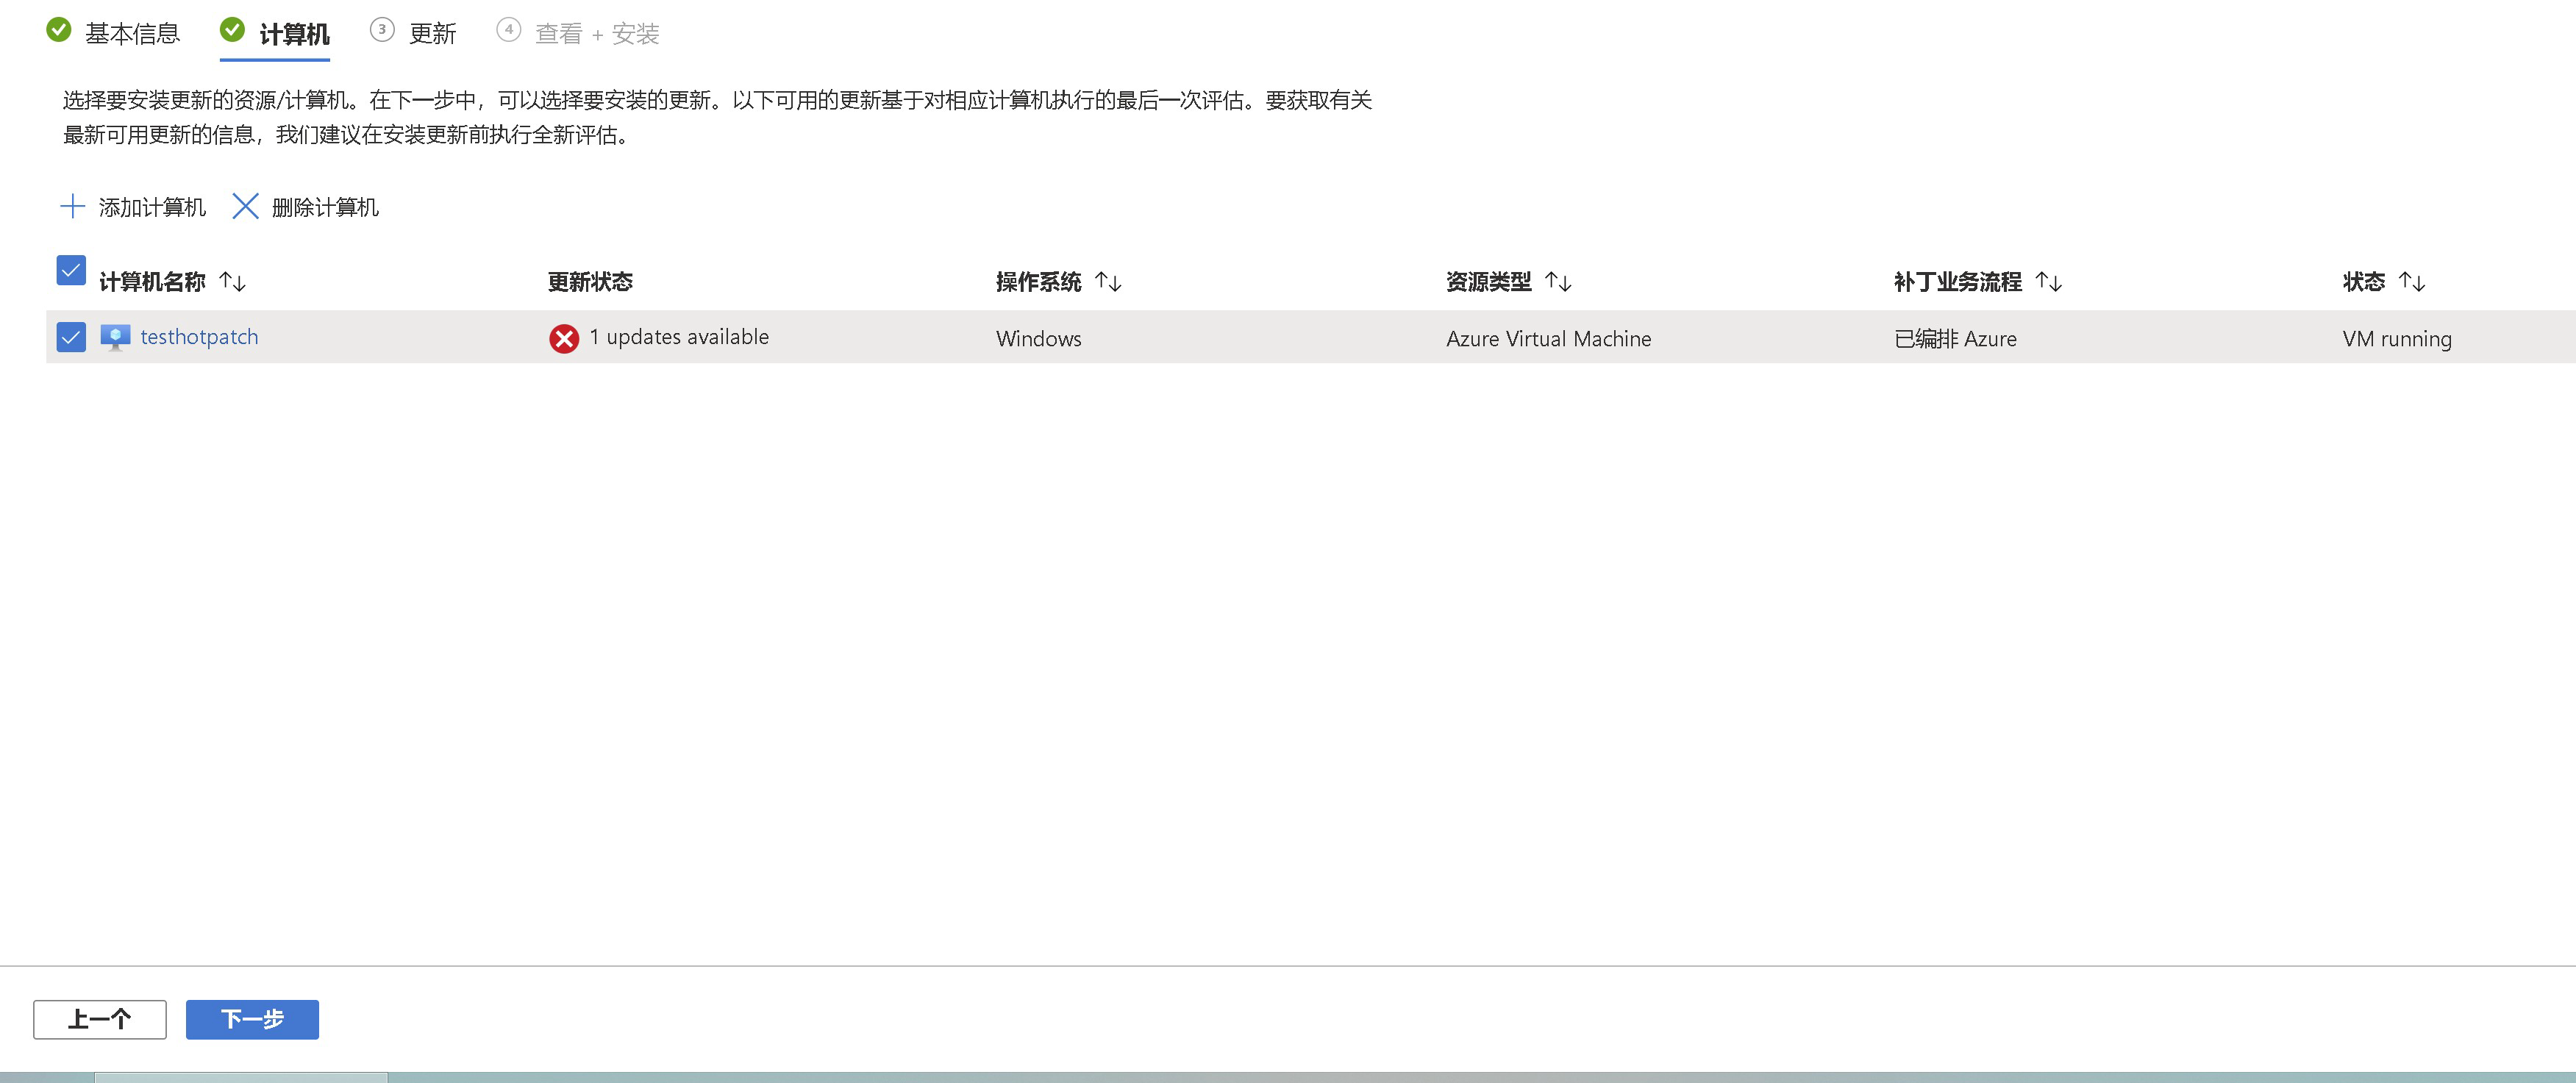 基本信息 计算机 3 更新 4 查看 + 安装
选择要安装更新的资源/计算机。在下一步中，可以选择要安装的更新。以下可用的更新基于对相应计算机执行的最后一次评估。要获取有关
最新可用更新的信息，我们建议在安装更新前执行全新评估。
添加计算机 删除计算机
计算机名称 ↑↓ 更新状态 操作系统 ↑↓ 资源类型 ↑↓ 补丁业务流程 ↑↓ 状态 ↑↓
testhotpatch 1 updates available Windows Azure Virtual Machine 已编排 Azure VM running
上一个 下一步